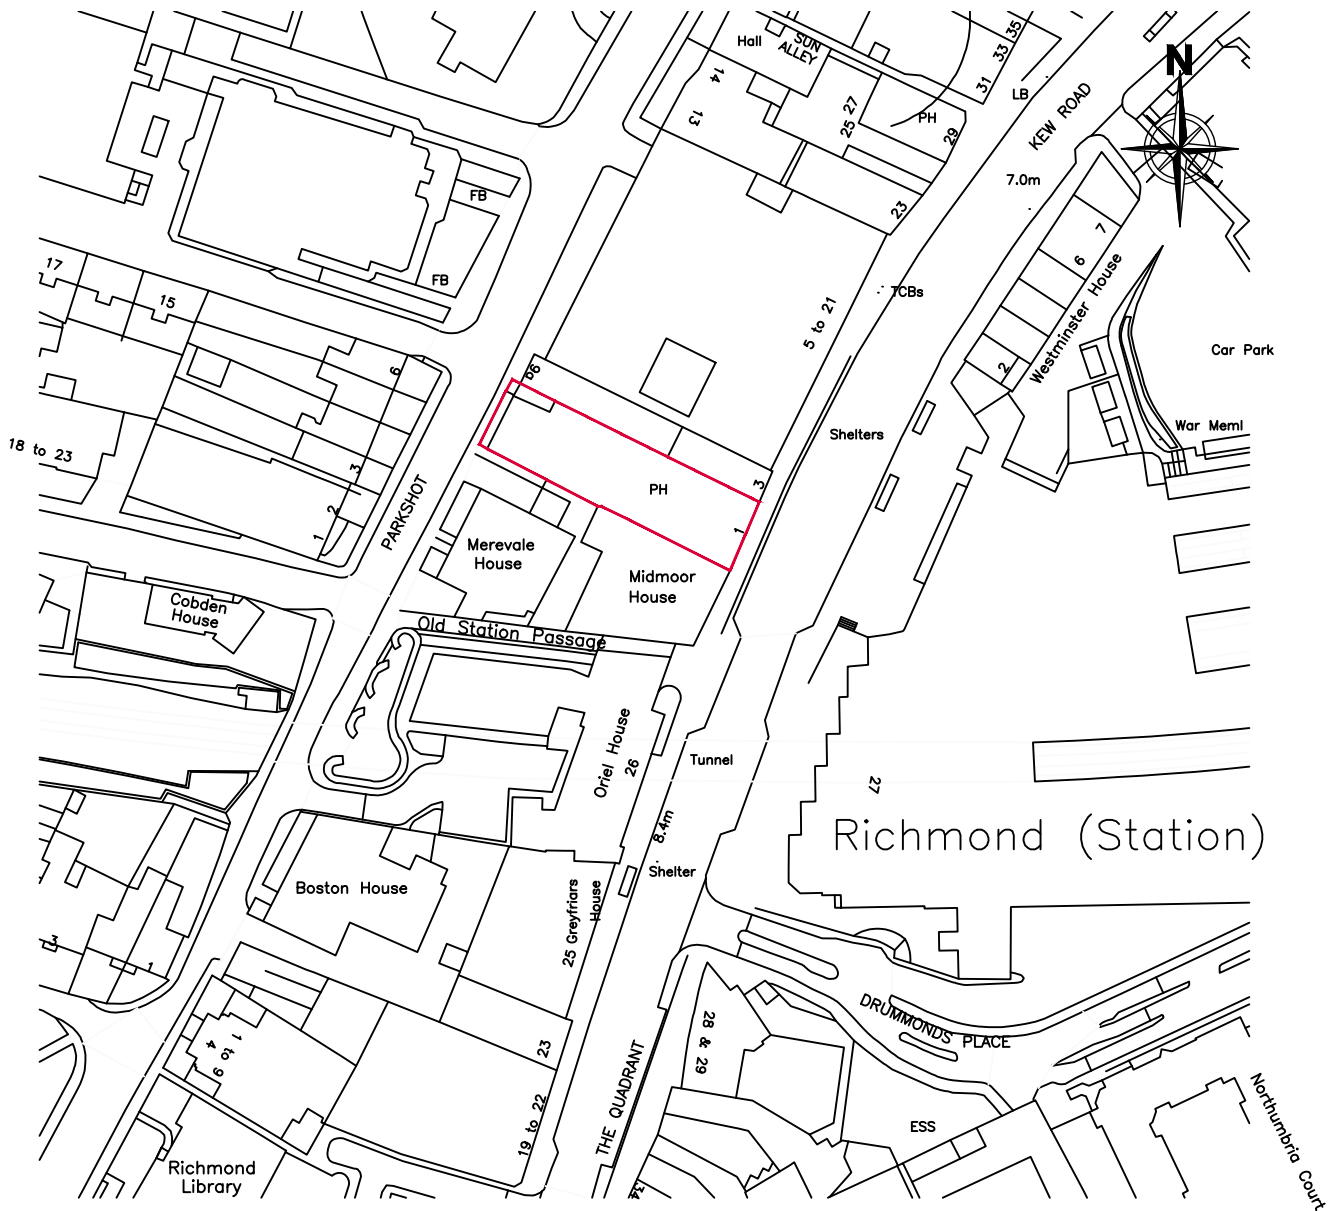 N
Hall
SUN
ALLEY
31 33 35
14
13
LB
KEW ROAD
25 27
PH
29
7.0m
FB
23
7
6
17
FB
15
TCBs
Westminster House
5 to 21
Car Park
2
9a
6
War Meml
Shelters
18 to 23
3
3
PH
PARKSHOT
2
1
1
Merevale
House
Midmoor
House
Cobden
House
Old Station Passage
Oriel House
26
Tunnel
27
8.4m
Richmond (Station)
Shelter
Boston House
25 Greyfriars
House
3
1
DRUMMONDS PLACE
28 & 29
1 to 9
4
23
THE QUADRANT
19 to 22
ESS
Northumbria Court
Richmond
Library
34